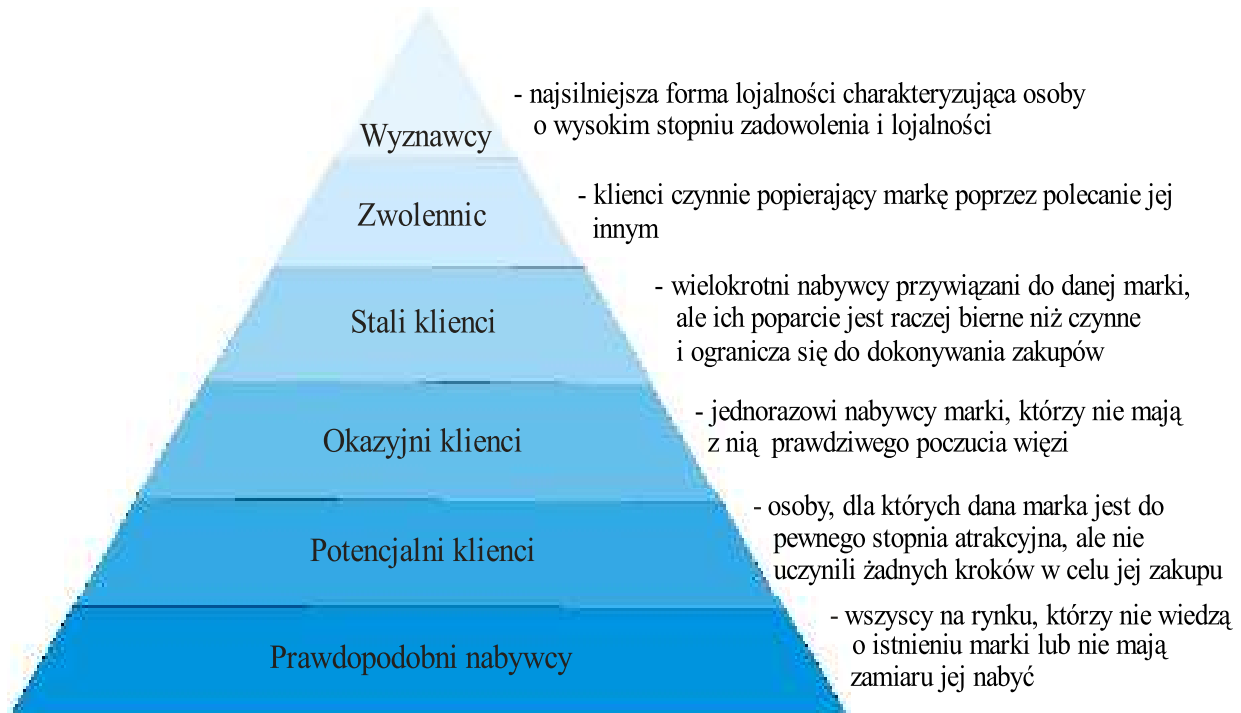 - najsilniejsza forma lojalności charakteryzująca osoby
o wysokim stopniu zadowolenia i lojalności
Wyznawcy
- klienci czynnie popierający markę poprzez polecanie jej
innym
Zwolennic
- wielokrotni nabywcy przywiązani do danej marki,
ale ich poparcie jest raczej bierne niż czynne
i ogranicza się do dokonywania zakupów
Stali klienci
- jednorazowi nabywcy marki, którzy nie mają
z nią prawdziwego poczucia więzi
Okazyjni klienci
- osoby, dla których dana marka jest do
pewnego stopnia atrakcyjna, ale nie
uczynili żadnych kroków w celu jej zakupu
Potencjalni klienci
- wszyscy na rynku, którzy nie wiedzą
o istnieniu marki lub nie mają
zamiaru jej nabyć
Prawdopodobni nabywcy